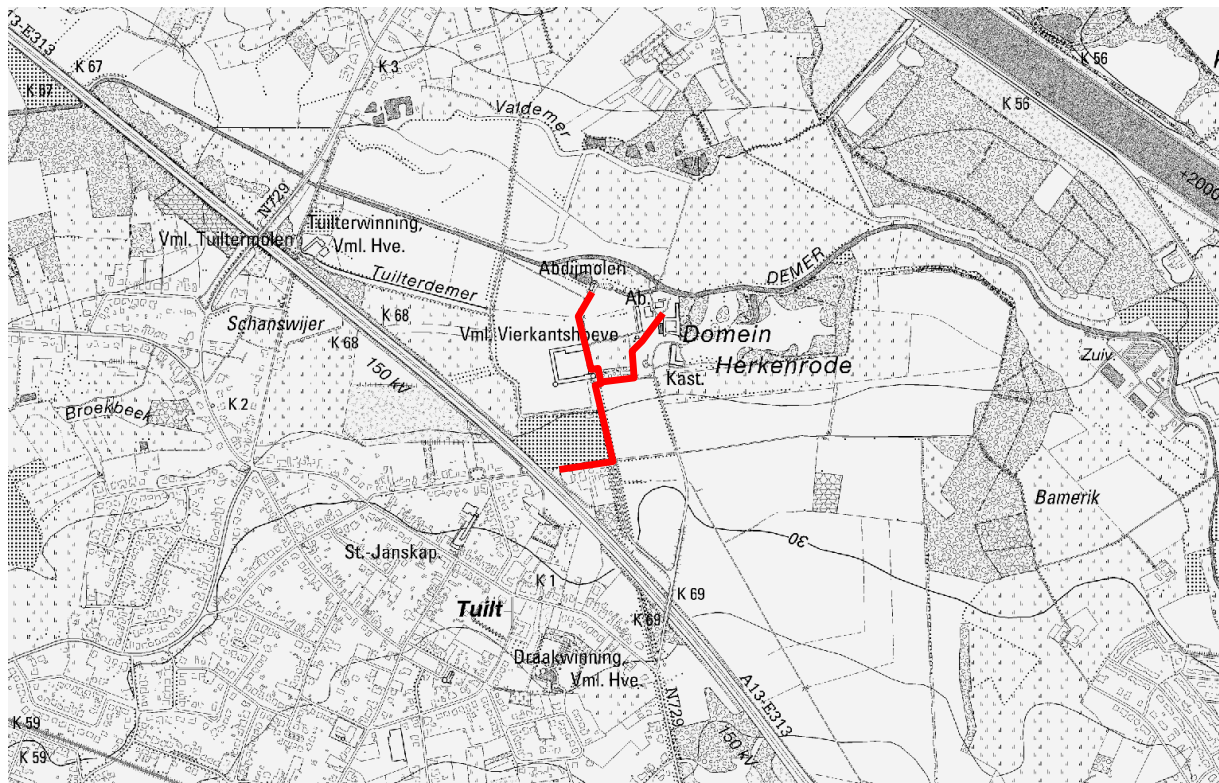 13-E313
K 67
K 67
K 3
Valdemer
K 56
K 56
+2000
N729
Tuilterwinning,
Vml. Hve.
Vml. Tuiltermolen
Tuilterdemer
Abdijmolen
DEMER
Ab.
Schanswijer
K 68
K 68
Vml. Vierkantshoeve
Domein
Herkenrode
Kast.
Zuiv.
150 kV
Broekbeek
K 2
Bamerik
St.-Janskap.
30
K 1
Tuilt
K 69
K 69
Draakwinning,
Vml. Hve.
N729
A13-E313
150 kV
K 59
K 59